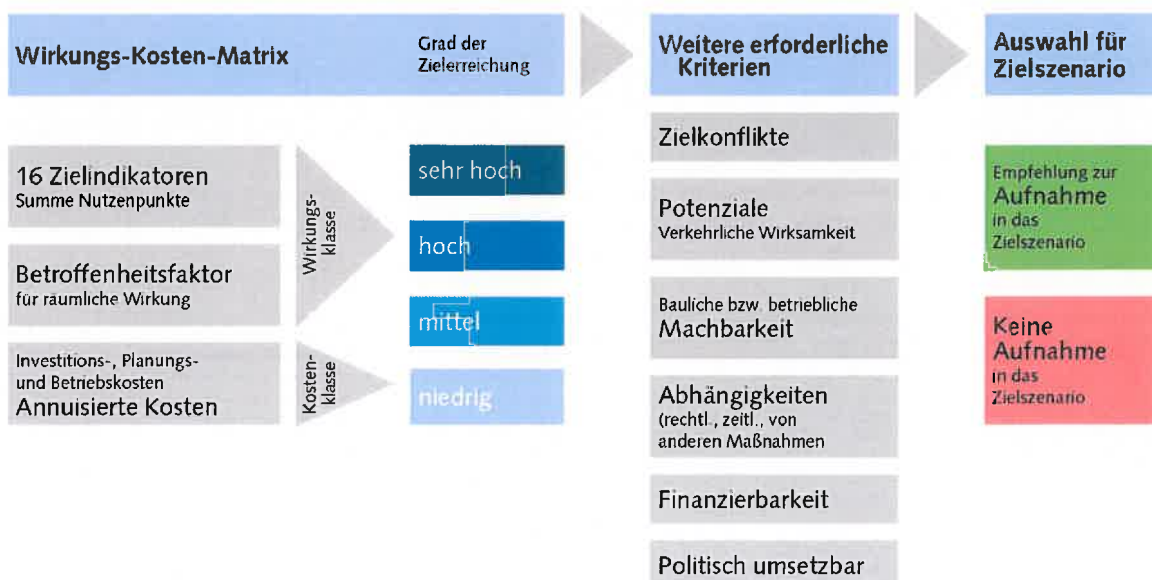 Wirkungs-Kosten-Matrix
Grad der
Zielerreichung
16 Zielindikatoren
Summe Nutzenpunkte
Betroffenheitsfaktor
für räumliche Wirkung
Wirkungs-
klasse
Investitions-, Planungs-
und Betriebskosten
Annuisierte Kosten
Kosten-
klasse
sehr hoch
hoch
mittel
niedrig
Weitere erforderliche
Kriterien
Zielkonflikte
Potenziale
Verkehrliche Wirksamkeit
Bauliche bzw. betriebliche
Machbarkeit
Abhängigkeiten
(rechtl., zeitl., von
anderen Maßnahmen
Finanzierbarkeit
Politisch umsetzbar
Auswahl für
Zielszenario
Empfehlung zur
Aufnahme
in das
Zielszenario
Keine
Aufnahme
in das
Zielszenario